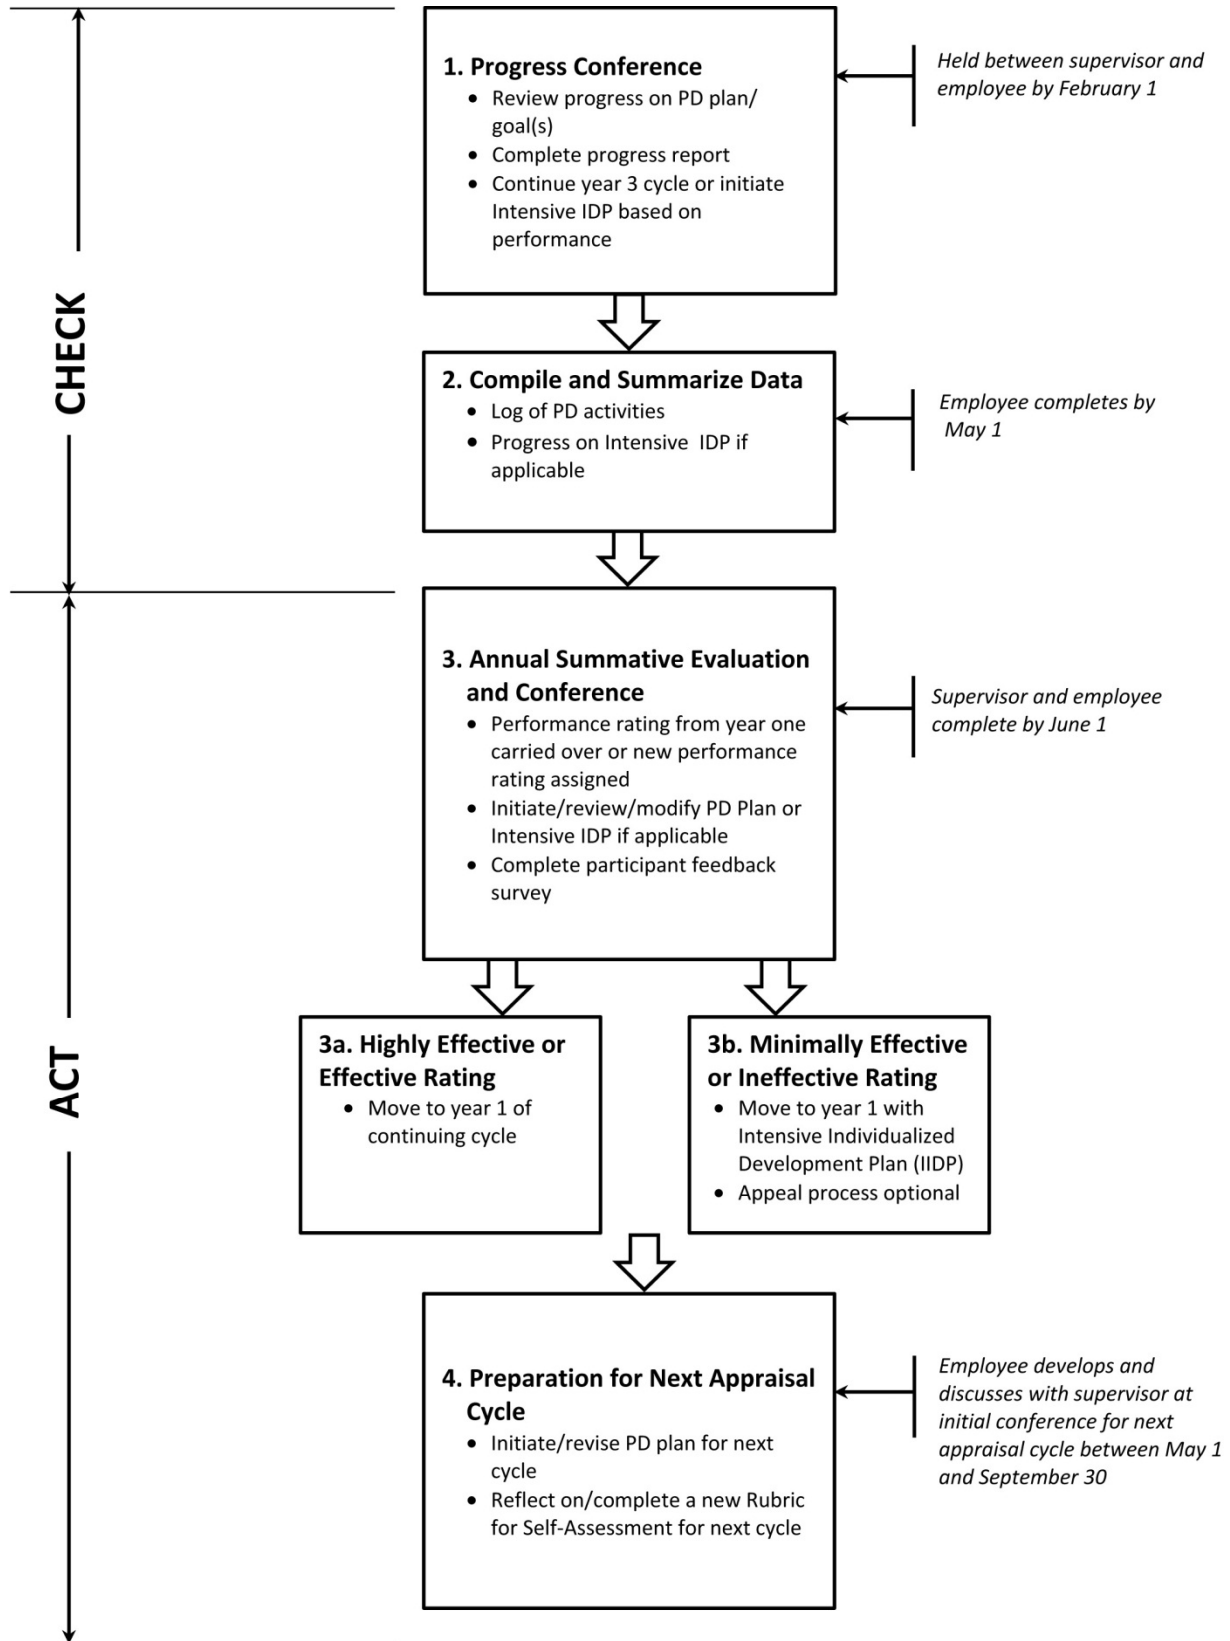 1. Progress Conference
• Review progress on PD plan/
goal(s)
• Complete progress report
• Continue year 3 cycle or initiate
Intensive IDP based on
performance
Held between supervisor and
employee by February 1
CHECK
2. Compile and Summarize Data
• Log of PD activities
• Progress on Intensive IDP if
applicable
Employee completes by
May 1
3. Annual Summative Evaluation
and Conference
• Performance rating from year one
carried over or new performance
rating assigned
• Initiate/review/modify PD Plan or
Intensive IDP if applicable
• Complete participant feedback
survey
Supervisor and employee
complete by June 1
ACT
3a. Highly Effective or
Effective Rating
• Move to year 1 of
continuing cycle
3b. Minimally Effective
or Ineffective Rating
• Move to year 1 with
Intensive Individualized
Development Plan (IIDP)
• Appeal process optional
4. Preparation for Next Appraisal
Cycle
• Initiate/revise PD plan for next
cycle
• Reflect on/complete a new Rubric
for Self-Assessment for next cycle
Employee develops and
discusses with supervisor at
initial conference for next
appraisal cycle between May 1
and September 30